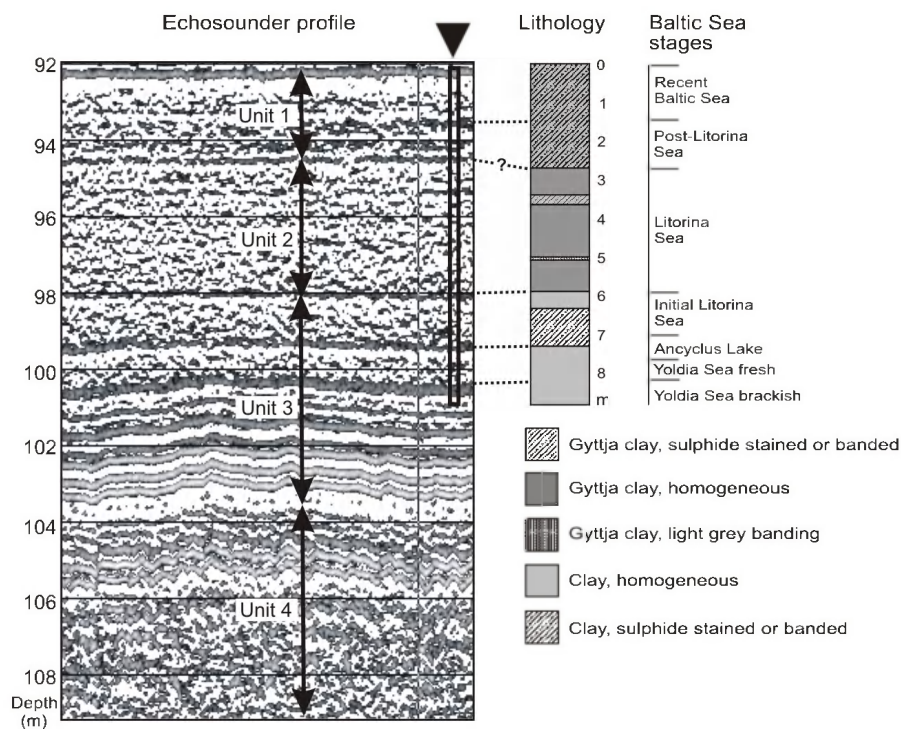 Echosounder profile
Lithology
Baltic Sea
stages
92
94
96
98
100
102
104
106
108
Depth
(m)
Unit 1
Unit 2
Unit 3
Unit 4
?
0
1
2
3
4
5
6
7
8
m
Recent
Baltic Sea
Post-Litorina
Sea
Litorina
Sea
Initial Litorina
Sea
Ancyclus Lake
Yoldia Sea fresh
Yoldia Sea brackish
Gyttja clay, sulphide stained or banded
Gyttja clay, homogeneous
Gyttja clay, light grey banding
Clay, homogeneous
Clay, sulphide stained or banded